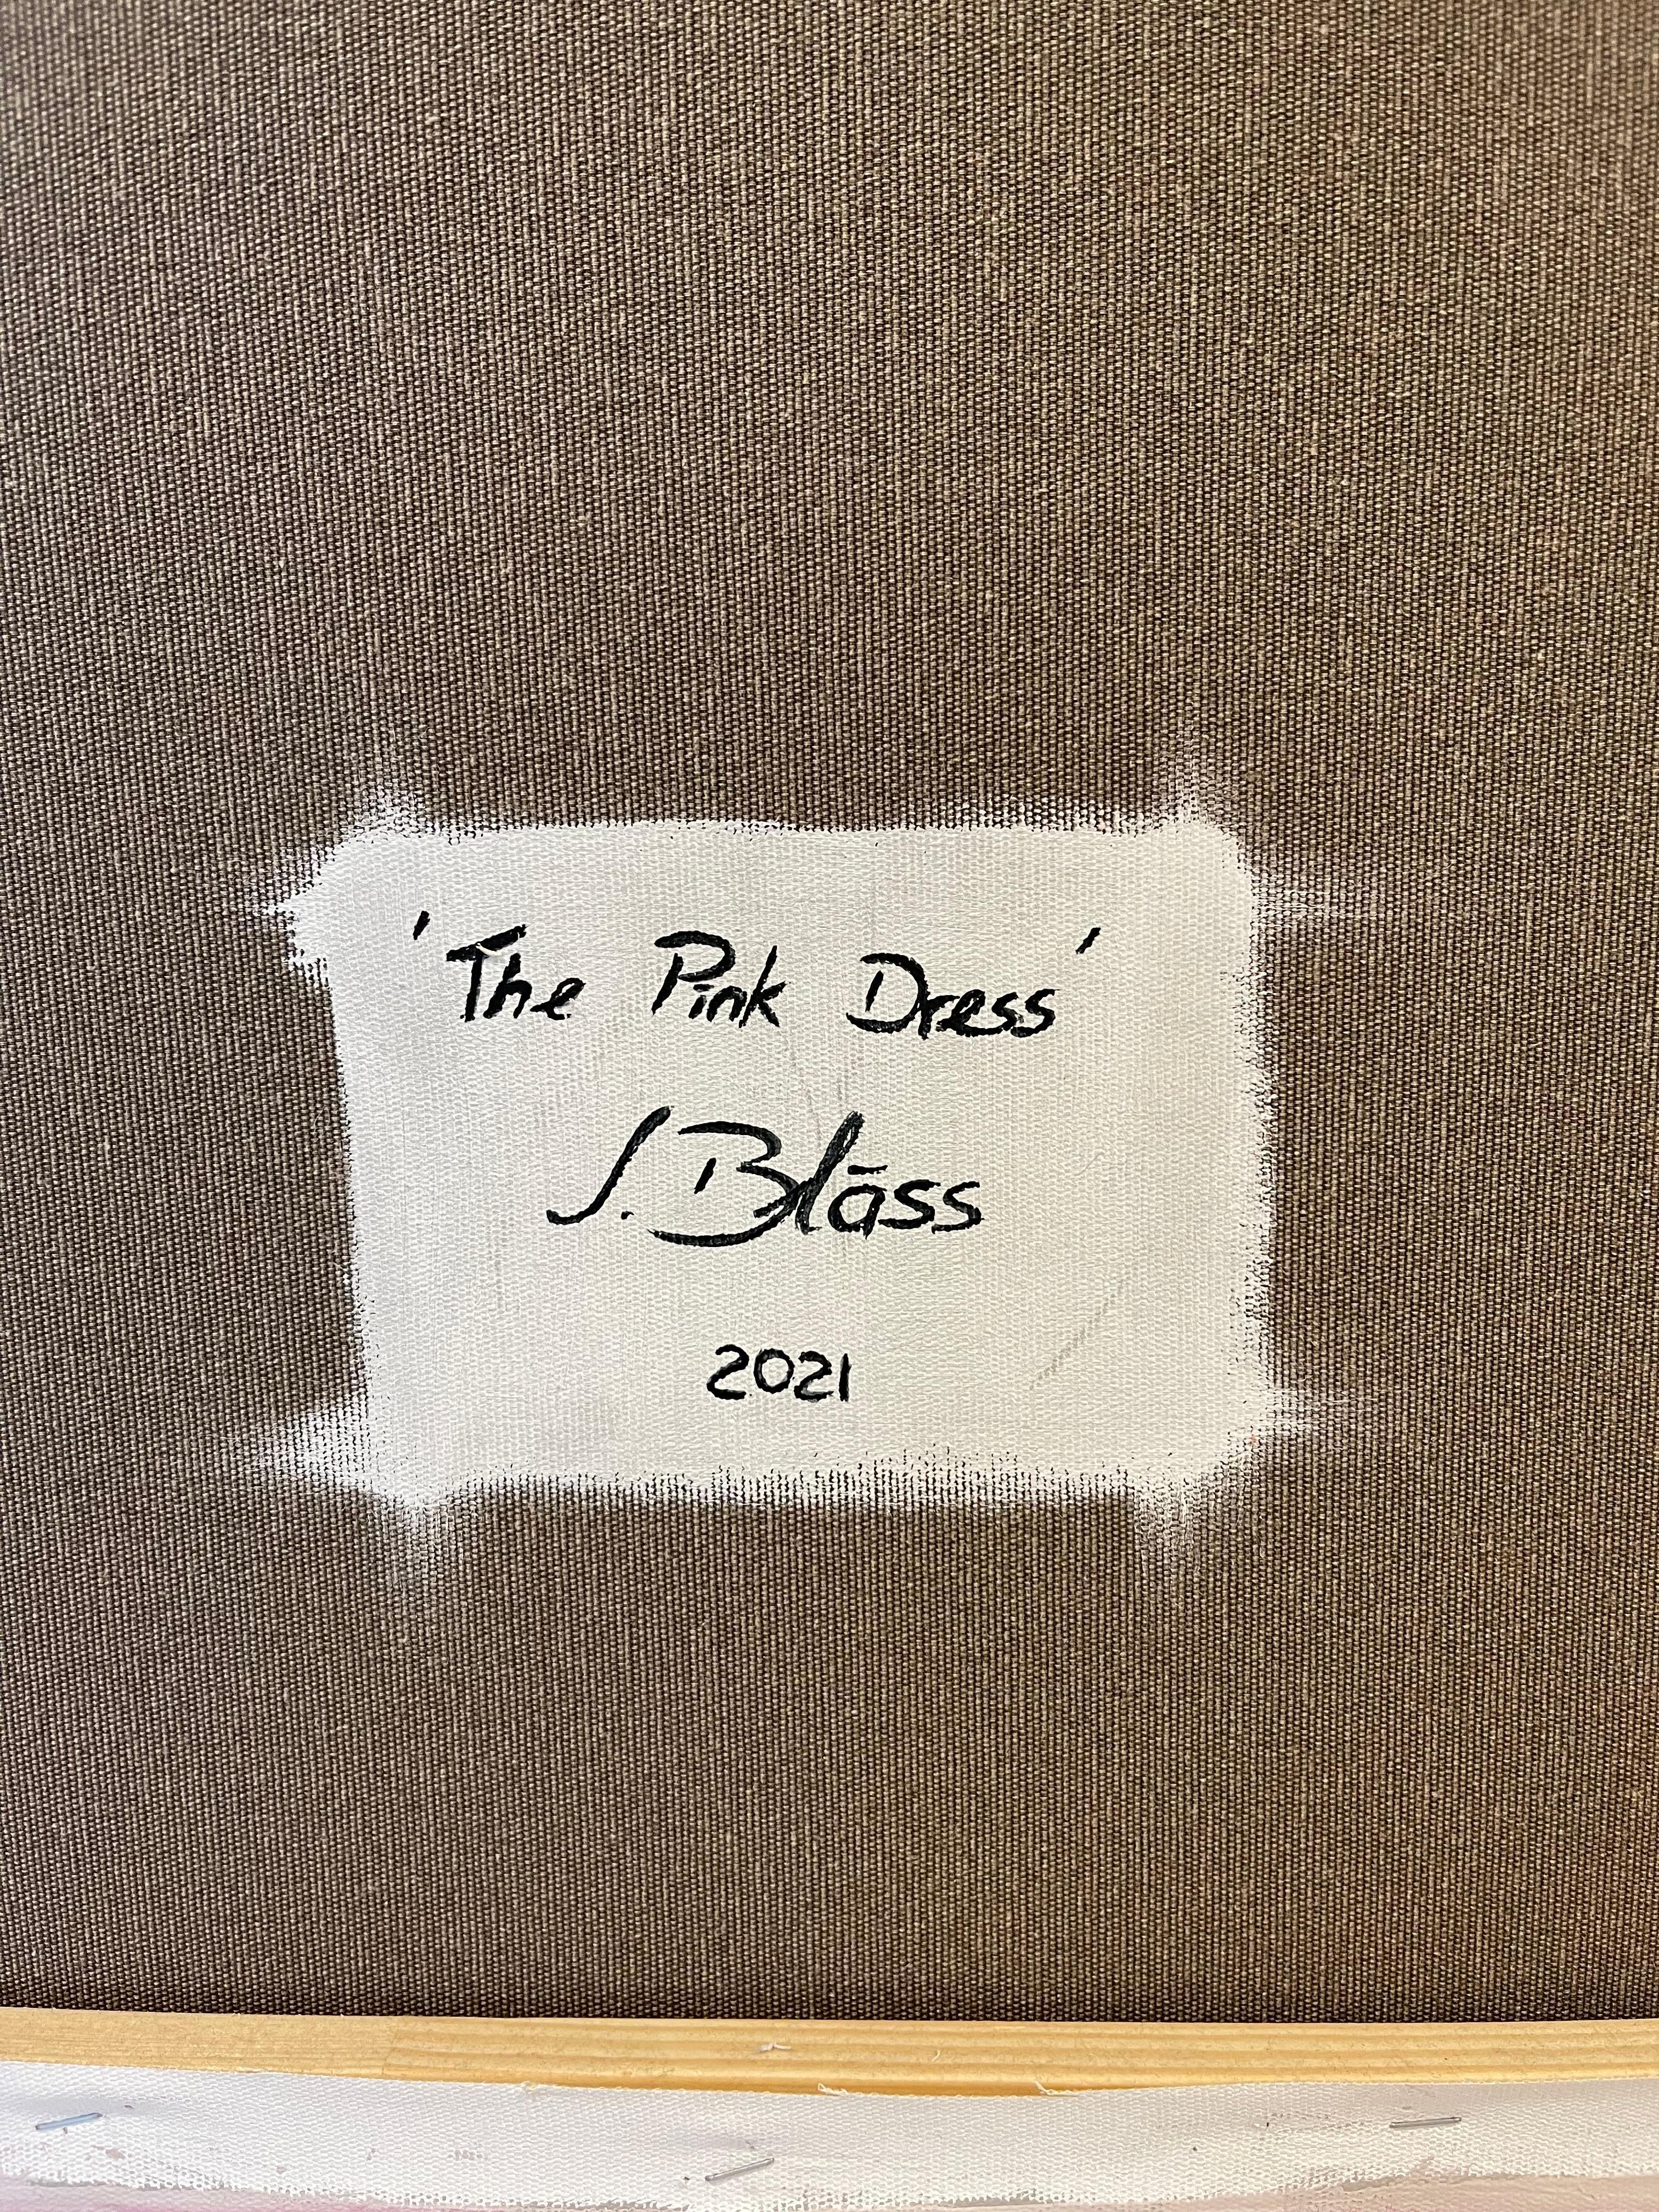 'The Pink Dress'
J. Bläss
2021